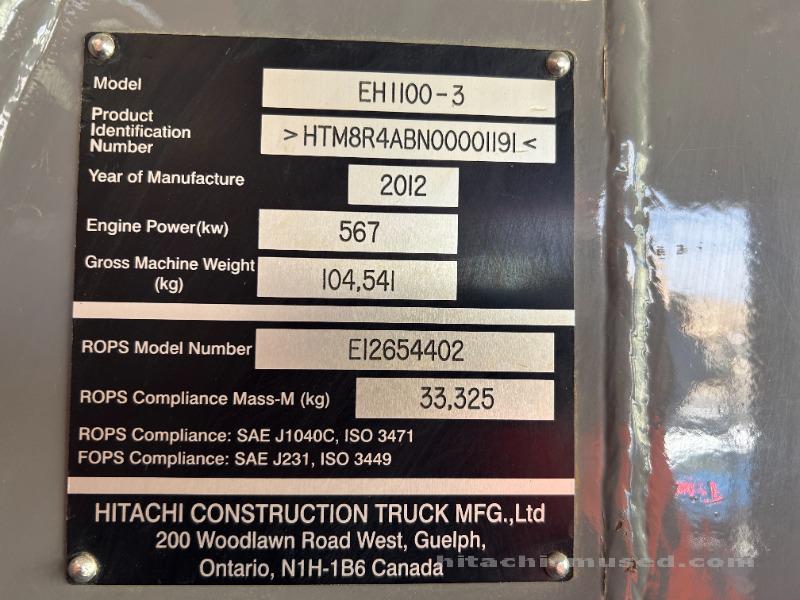 Model EH1100-3
Product
Identification
Number >HTM8R4ABN00001191<
Year of Manufacture 2012
Engine Power(kw) 567
Gross Machine Weight
(kg) 104,541
ROPS Model Number EI2654402
ROPS Compliance Mass-M (kg) 33,325
ROPS Compliance: SAE J1040C, ISO 3471
FOPS Compliance: SAE J231, ISO 3449
HITACHI CONSTRUCTION TRUCK MFG.,Ltd
200 Woodlawn Road West, Guelph,
Ontario, N1H-1B6 Canada
hitachicmused.com